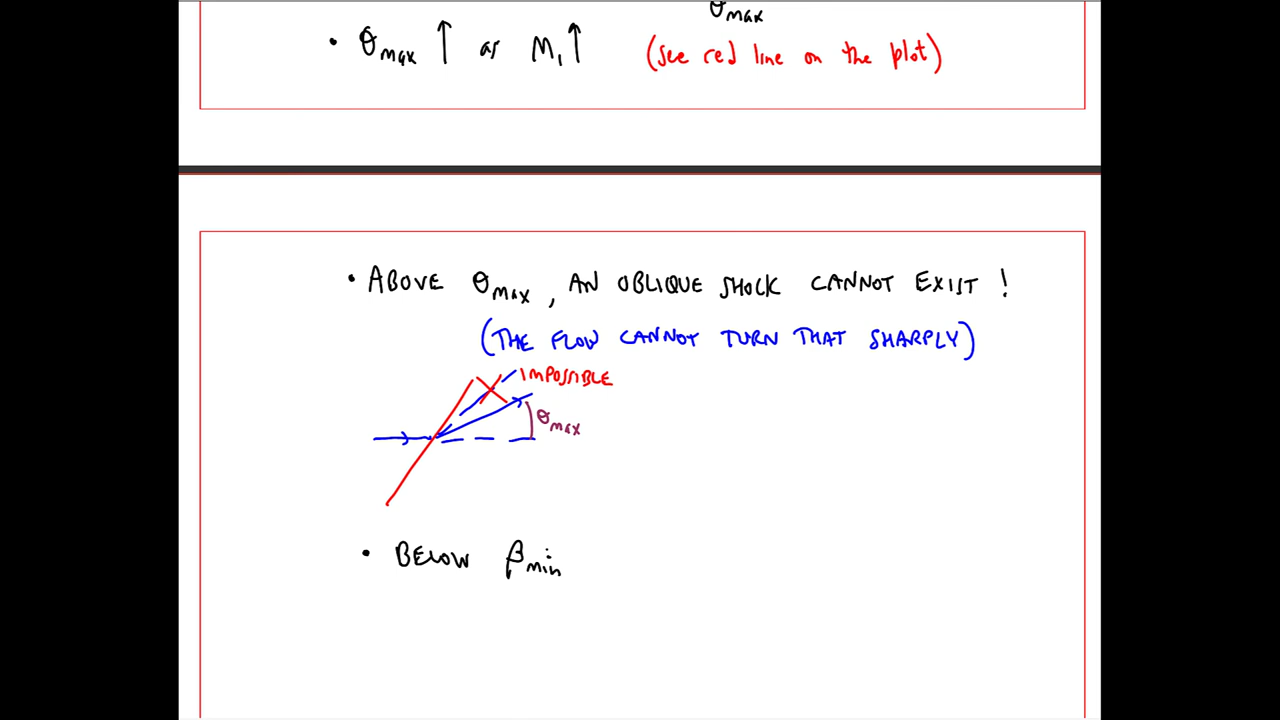 θmax
• θmax ↑ as M₁ ↑ (see red line on the plot)
• ABOVE θmax, AN OBLIQUE SHOCK CANNOT EXIST !
(THE FLOW CANNOT TURN THAT SHARPLY)
IMPOSSIBLE
θmax
• BELOW βmin